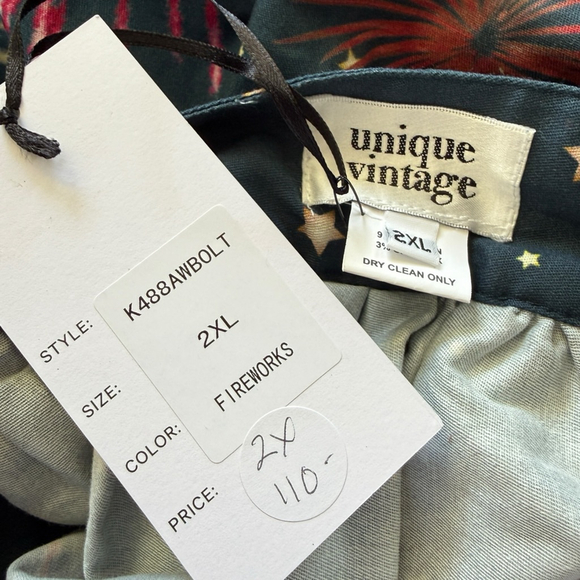 unique
vintage
2XL
DRY CLEAN ONLY
STYLE: K488AWBOLT
SIZE: 2XL
COLOR: FIREWORKS
PRICE: 2X
110-